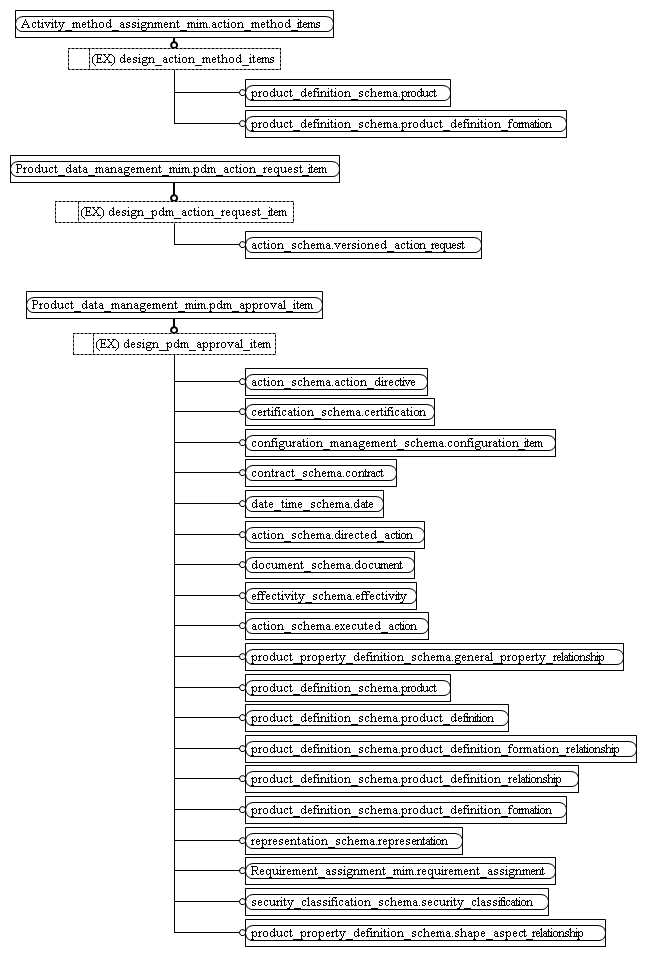 Activity_method_assignment_mim.action_method_items
(EX) design_action_method_items
product_definition_schema.product
product_definition_schema.product_definition_formation
Product_data_management_mim.pdm_action_request_item
(EX) design_pdm_action_request_item
action_schema.versioned_action_request
Product_data_management_mim.pdm_approval_item
(EX) design_pdm_approval_item
action_schema.action_directive
certification_schema.certification
configuration_management_schema.configuration_item
contract_schema.contract
date_time_schema.date
action_schema.directed_action
document_schema.document
effectivity_schema.effectivity
action_schema.executed_action
product_property_definition_schema.general_property_relationship
product_definition_schema.product
product_definition_schema.product_definition
product_definition_schema.product_definition_formation_relationship
product_definition_schema.product_definition_relationship
product_definition_schema.product_definition_formation
representation_schema.representation
Requirement_assignment_mim.requirement_assignment
security_classification_schema.security_classification
product_property_definition_schema.shape_aspect_relationship